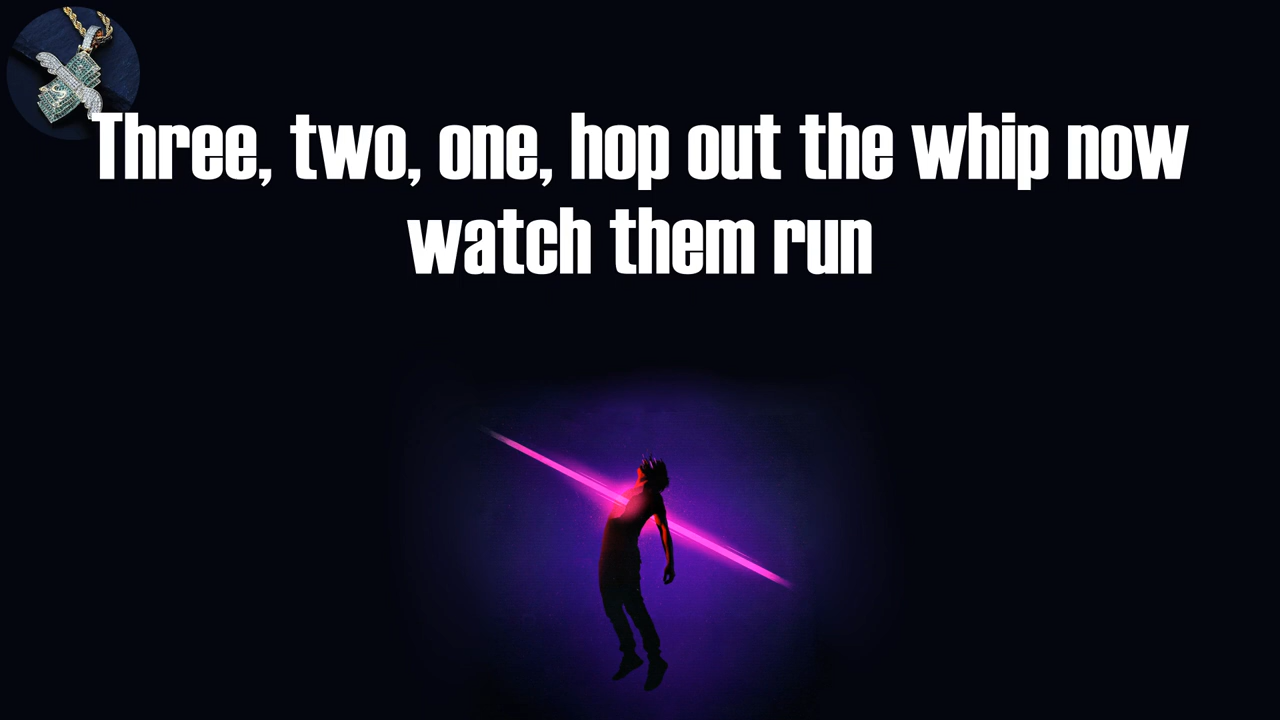 Three, two, one, hop out the whip now
watch them run